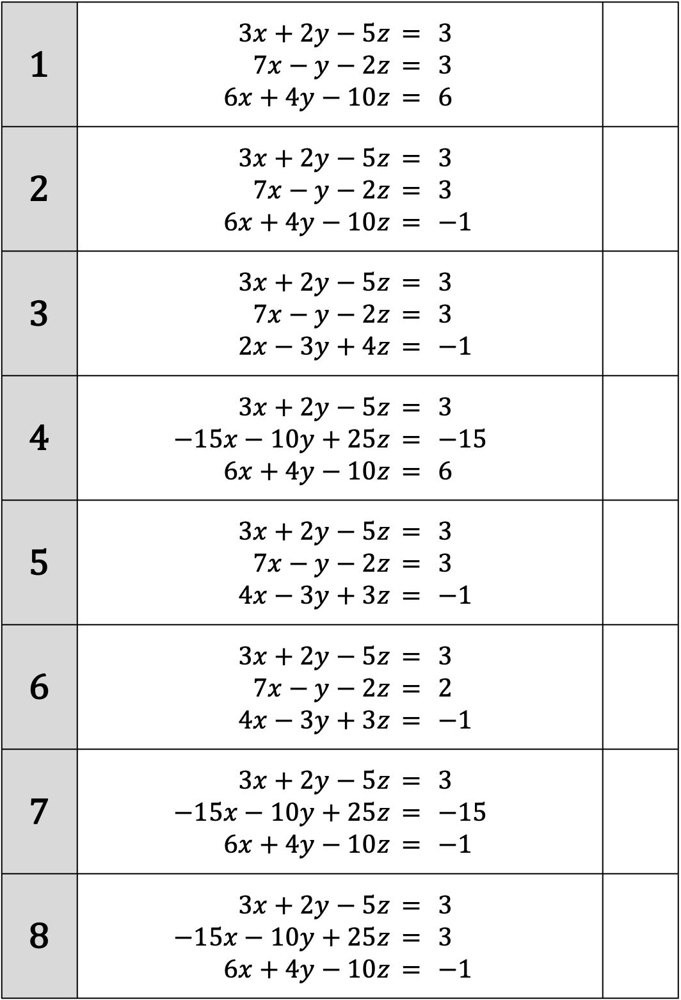 1
3x + 2y − 5z = 3
7x − y − 2z = 3
6x + 4y − 10z = 6
2
3x + 2y − 5z = 3
7x − y − 2z = 3
6x + 4y − 10z = −1
3
3x + 2y − 5z = 3
7x − y − 2z = 3
2x − 3y + 4z = −1
4
3x + 2y − 5z = 3
−15x − 10y + 25z = −15
6x + 4y − 10z = 6
5
3x + 2y − 5z = 3
7x − y − 2z = 3
4x − 3y + 3z = −1
6
3x + 2y − 5z = 3
7x − y − 2z = 2
4x − 3y + 3z = −1
7
3x + 2y − 5z = 3
−15x − 10y + 25z = −15
6x + 4y − 10z = −1
8
3x + 2y − 5z = 3
−15x − 10y + 25z = 3
6x + 4y − 10z = −1